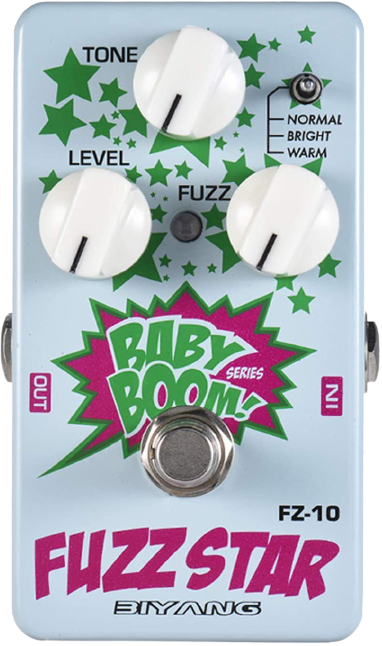 TONE
NORMAL
BRIGHT
WARM
LEVEL
FUZZ
BABY
BOOM!
SERIES
OUT
IN
FZ-10
FUZZ STAR
BIYANG